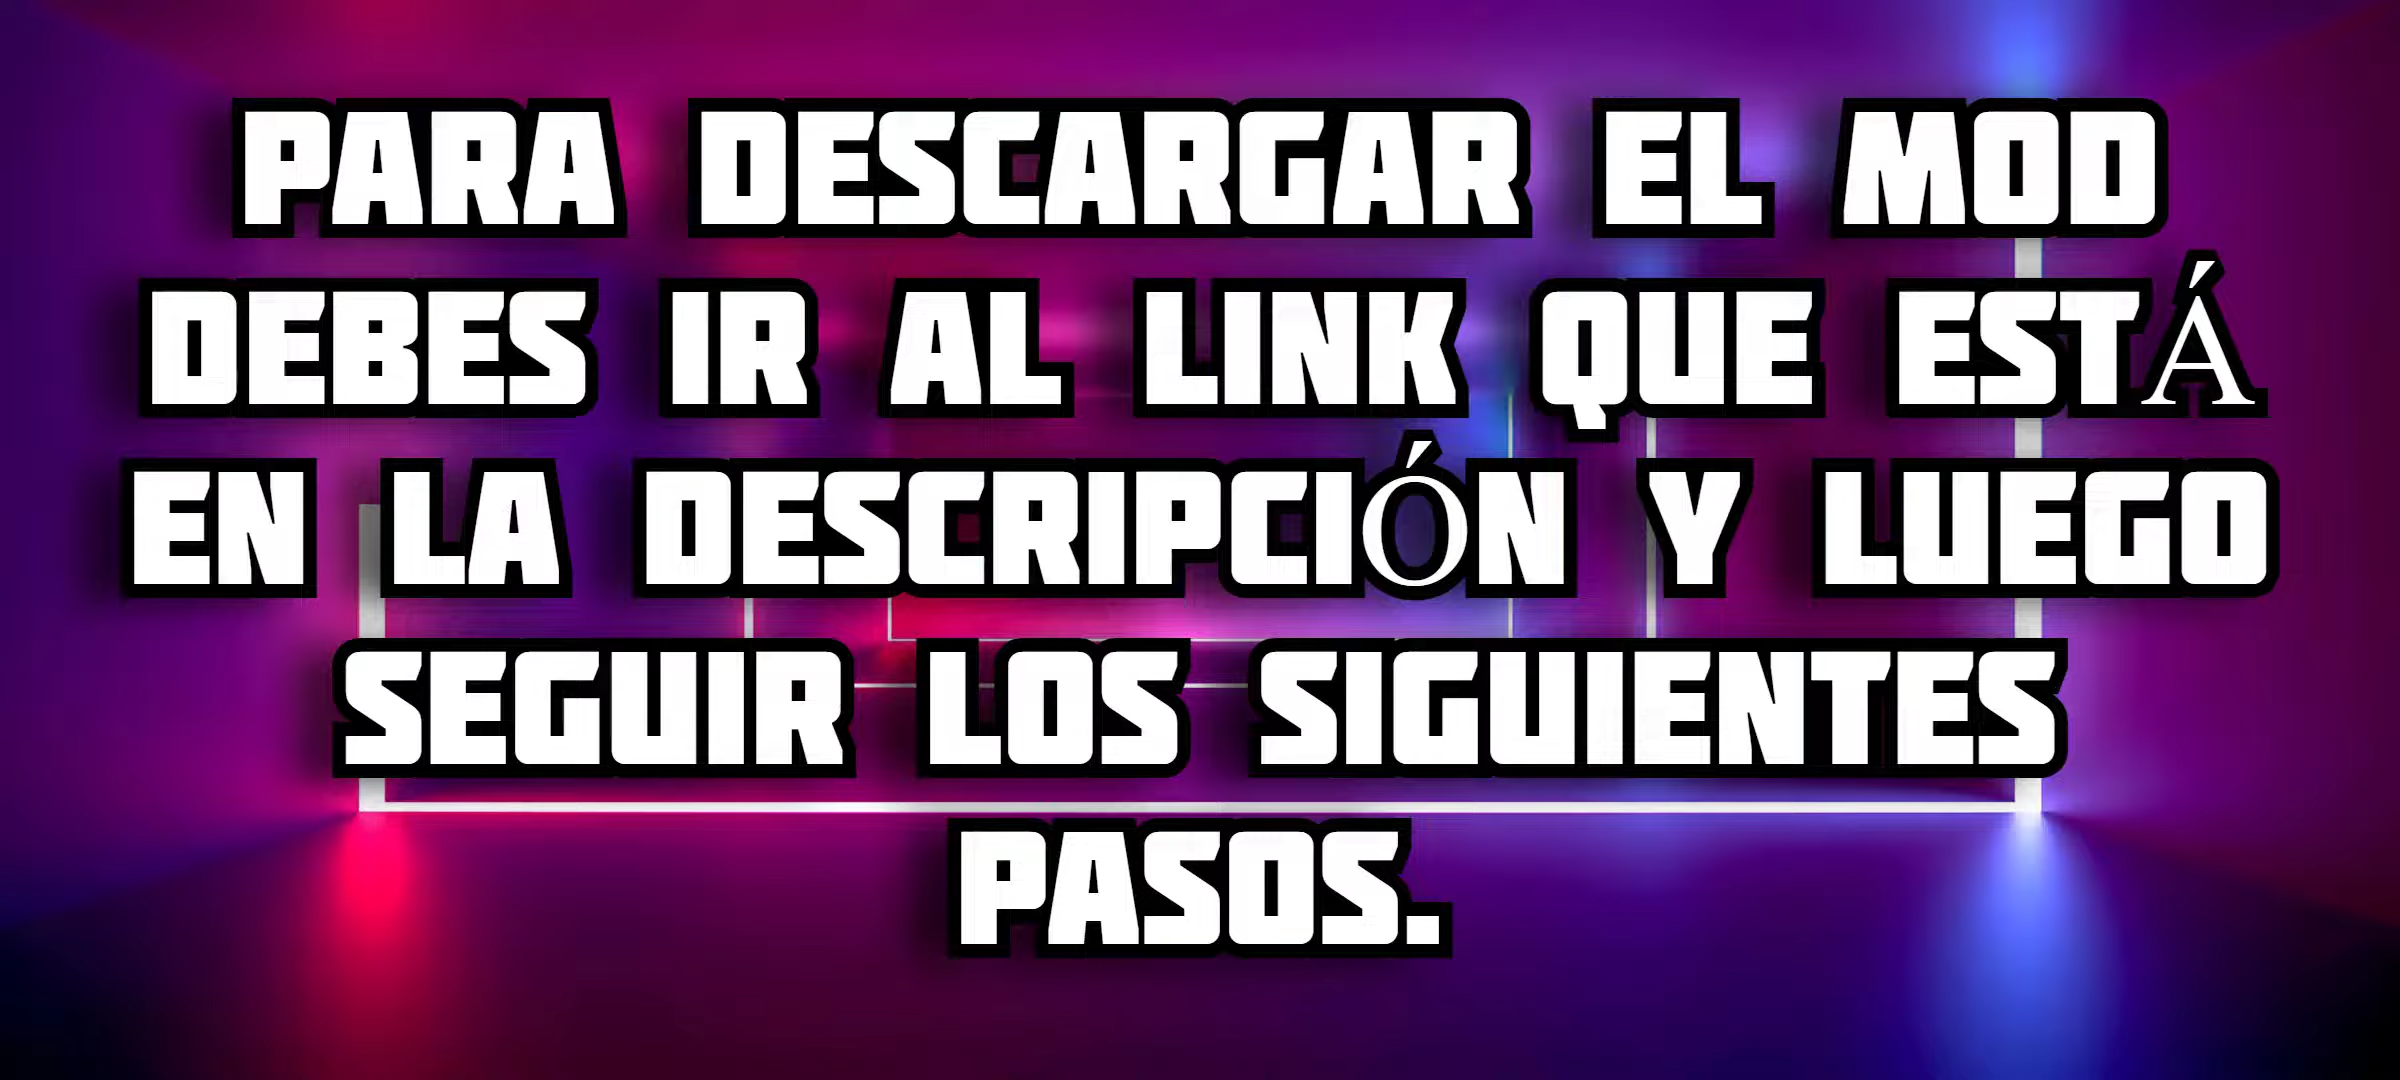 PARA DESCARGAR EL MOD
DEBES IR AL LINK QUE ESTÁ
EN LA DESCRIPCIÓN Y LUEGO
SEGUIR LOS SIGUIENTES
PASOS.